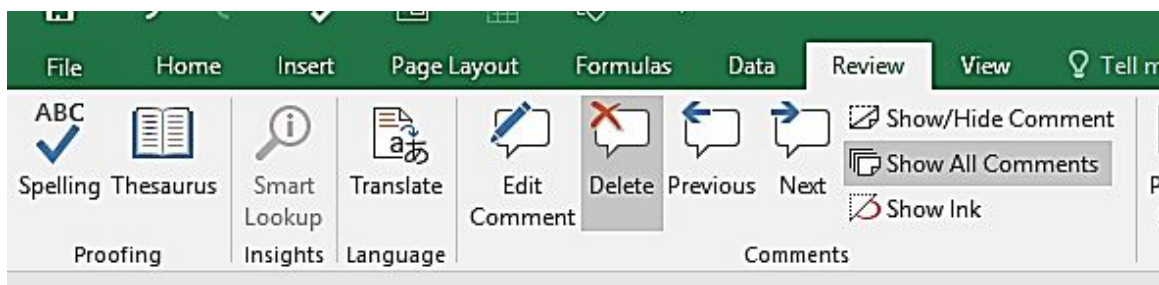 File Home Insert Page Layout Formulas Data Review View Tell
ABC
Spelling Thesaurus Smart Lookup Translate Edit Comment Delete Previous Next
Show/Hide Comment
Show All Comments
Show Ink
Proofing Insights Language Comments